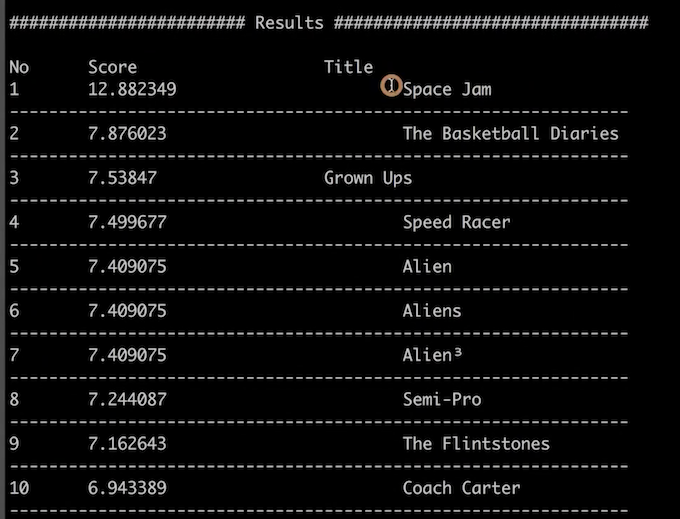 ######################## Results ################################
No Score Title
1 12.882349 Space Jam
---------------------------------------------------------------
2 7.876023 The Basketball Diaries
---------------------------------------------------------------
3 7.53847 Grown Ups
---------------------------------------------------------------
4 7.499677 Speed Racer
---------------------------------------------------------------
5 7.409075 Alien
---------------------------------------------------------------
6 7.409075 Aliens
---------------------------------------------------------------
7 7.409075 Alien³
---------------------------------------------------------------
8 7.244087 Semi-Pro
---------------------------------------------------------------
9 7.162643 The Flintstones
---------------------------------------------------------------
10 6.943389 Coach Carter
---------------------------------------------------------------